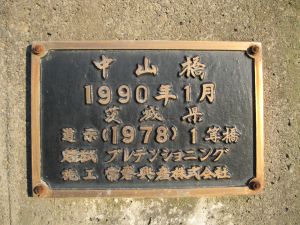 中山橋
1990年1月
茨城県
道示(1978)1等橋
プレテンショニング
施工 常磐興産株式会社